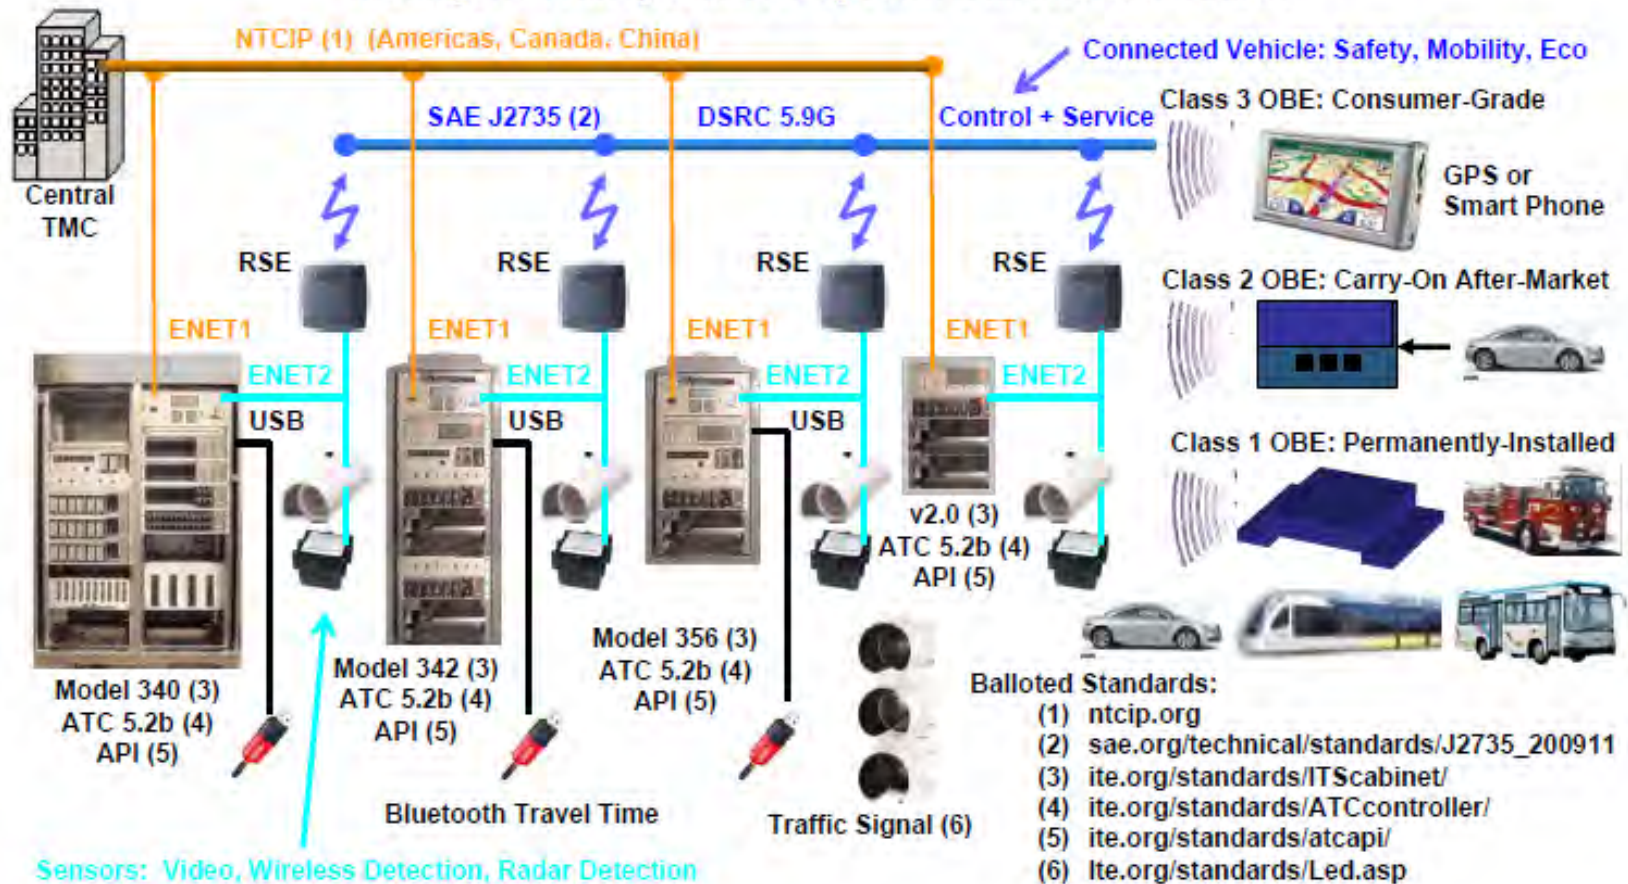 NTCIP (1) (Americas, Canada, China)
Connected Vehicle: Safety, Mobility, Eco
SAE J2735 (2)
DSRC 5.9G
Control + Service
Class 3 OBE: Consumer-Grade
GPS or
Smart Phone
Central
TMC
RSE
RSE
RSE
RSE
Class 2 OBE: Carry-On After-Market
ENET1
ENET1
ENET1
ENET1
ENET2
ENET2
ENET2
ENET2
USB
USB
USB
Class 1 OBE: Permanently-Installed
v2.0 (3)
ATC 5.2b (4)
API (5)
Model 340 (3)
ATC 5.2b (4)
API (5)
Model 342 (3)
ATC 5.2b (4)
API (5)
Model 356 (3)
ATC 5.2b (4)
API (5)
Bluetooth Travel Time
Traffic Signal (6)
Sensors: Video, Wireless Detection, Radar Detection
Balloted Standards:
(1) ntcip.org
(2) sae.org/technical/standards/J2735_200911
(3) ite.org/standards/ITScabinet/
(4) ite.org/standards/ATCcontroller/
(5) ite.org/standards/atcapi/
(6) Ite.org/standards/Led.asp